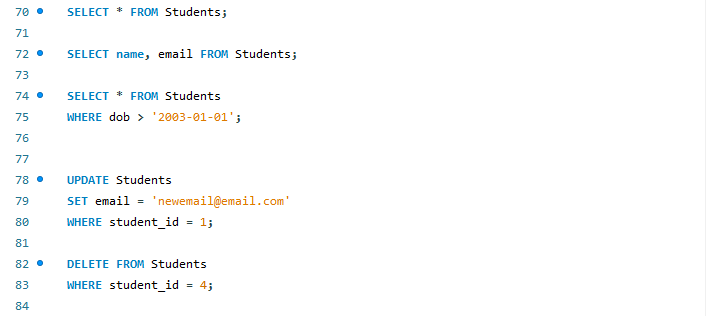 70 SELECT * FROM Students;
71
72 SELECT name, email FROM Students;
73
74 SELECT * FROM Students
75 WHERE dob > '2003-01-01';
76
77
78 UPDATE Students
79 SET email = 'newemail@email.com'
80 WHERE student_id = 1;
81
82 DELETE FROM Students
83 WHERE student_id = 4;
84